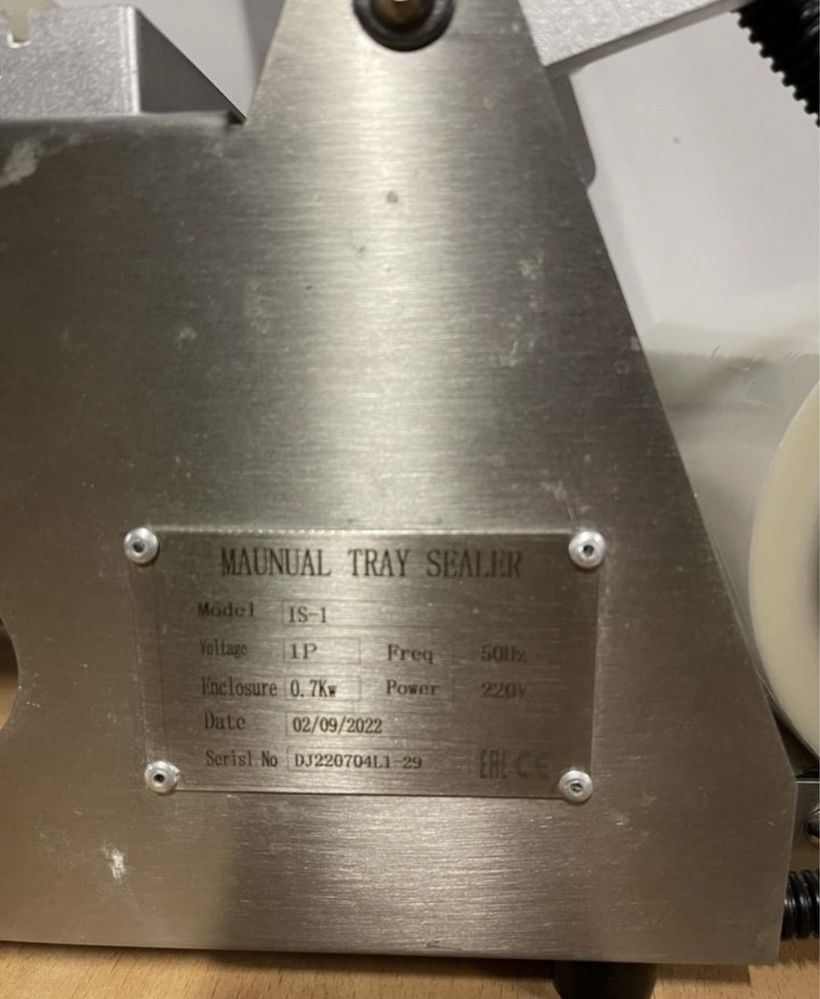 MAUNUAL TRAY SEALER
Model IS-1
Voltage 1P Freq 50Hz
Enclosure 0.7Kw Power 220V
Date 02/09/2022
Serisl No DJ220704L1-29 EAC CE